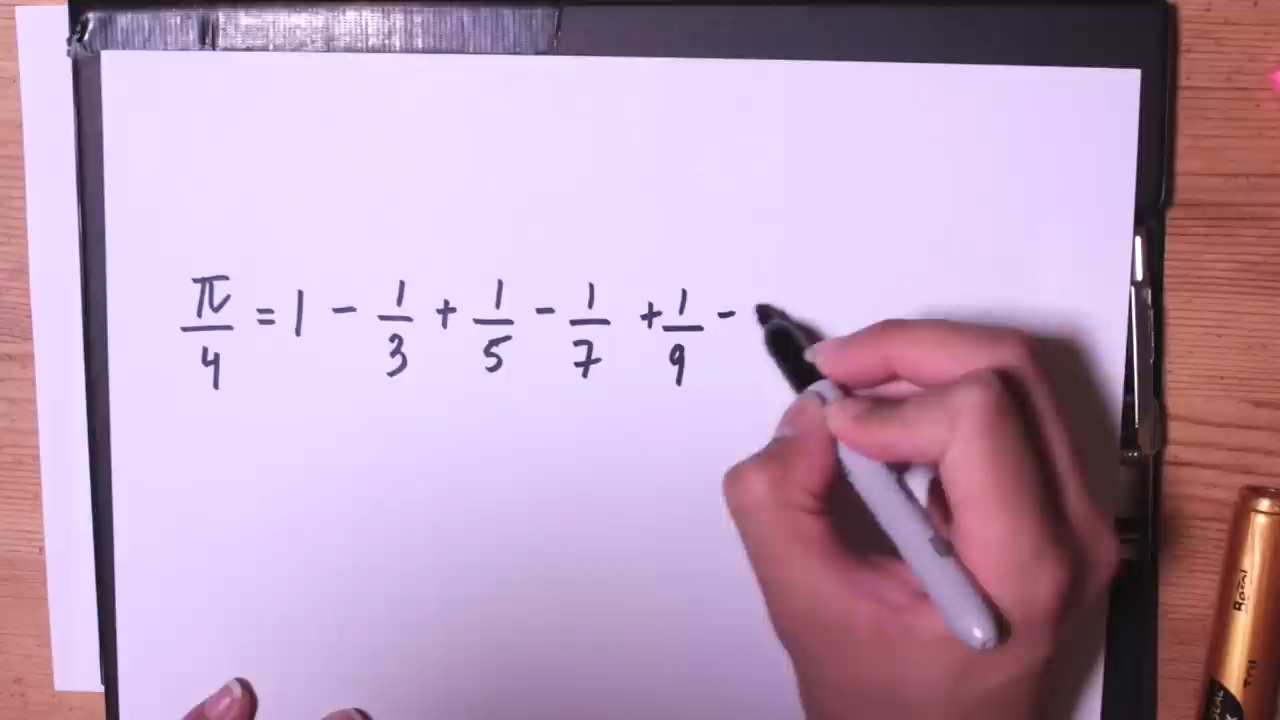 π/4 = 1 - 1/3 + 1/5 - 1/7 + 1/9 -